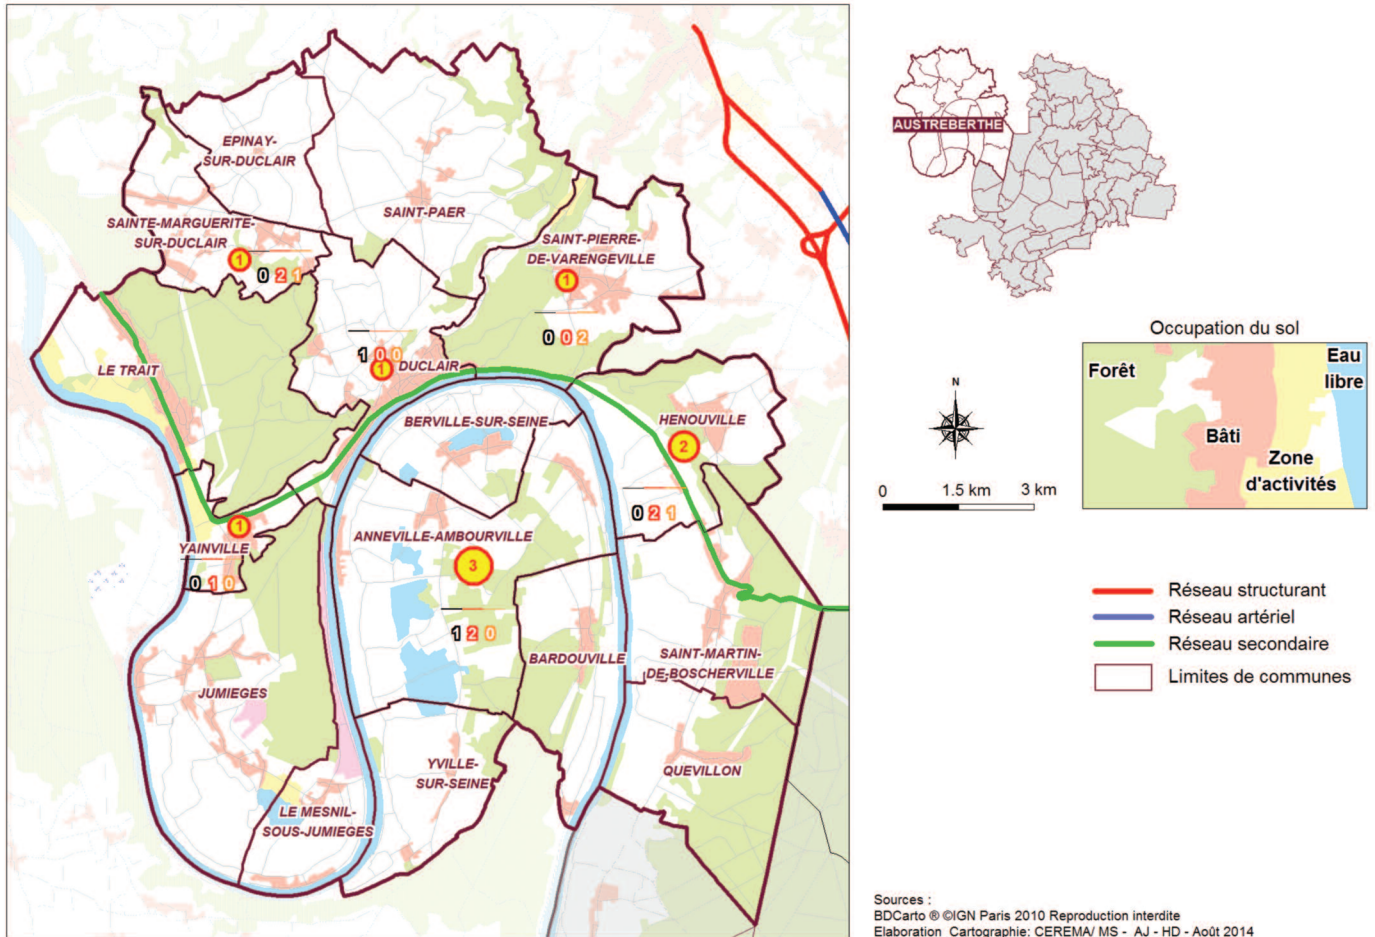 EPINAY-
SUR-DUCLAIR
SAINT-PAER
SAINTE-MARGUERITE-
SUR-DUCLAIR
1
0 2 1
SAINT-PIERRE-
DE-VARENGEVILLE
1
0 0 2
LE TRAIT
1 0 0
1
DUCLAIR
BERVILLE-SUR-SEINE
HENOUVILLE
2
0 2 1
1
YAINVILLE
0 1 0
ANNEVILLE-AMBOURVILLE
3
1 2 0
BARDOUVILLE
SAINT-MARTIN-
DE-BOSCHERVILLE
JUMIEGES
YVILLE-
SUR-SEINE
QUEVILLON
LE MESNIL-
SOUS-JUMIEGES
AUSTREBERTHE
N
0 1.5 km 3 km
Occupation du sol
Forêt
Eau
libre
Bâti
Zone
d'activités
Réseau structurant
Réseau artériel
Réseau secondaire
Limites de communes
Sources :
BDCarto ® ©IGN Paris 2010 Reproduction interdite
Elaboration Cartographie: CEREMA/ MS - AJ - HD - Août 2014